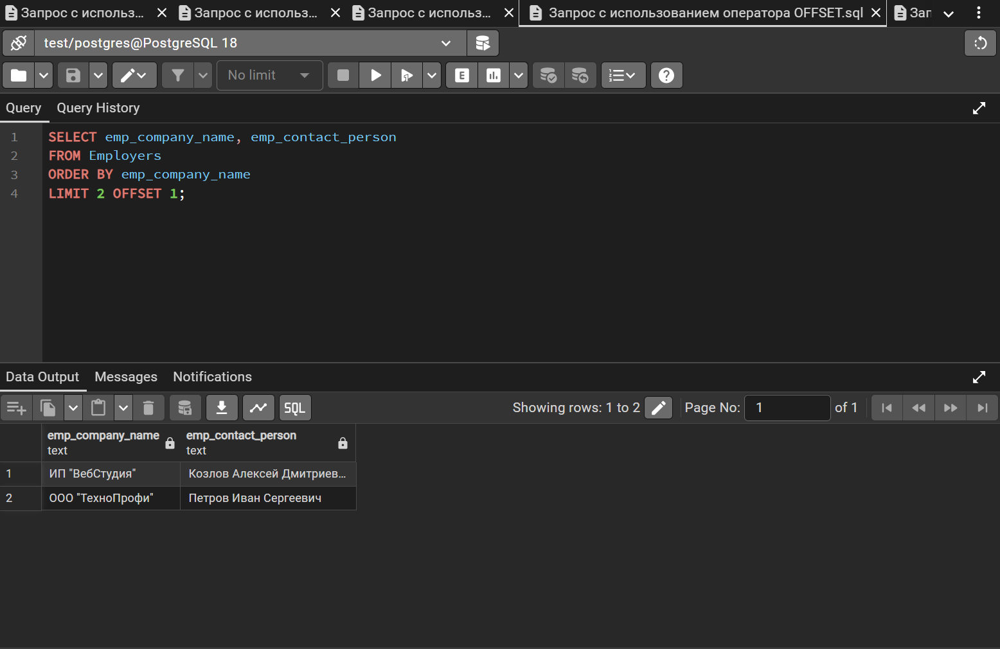 Запрос с использ... Запрос с использ... Запрос с использ... Запрос с использованием оператора OFFSET.sql Зап
test/postgres@PostgreSQL 18
No limit E
Query Query History
1 SELECT emp_company_name, emp_contact_person
2 FROM Employers
3 ORDER BY emp_company_name
4 LIMIT 2 OFFSET 1;
Data Output Messages Notifications
SQL Showing rows: 1 to 2 Page No: 1 of 1
emp_company_name emp_contact_person
text text
1 ИП "ВебСтудия" Козлов Алексей Дмитриев...
2 ООО "ТехноПрофи" Петров Иван Сергеевич